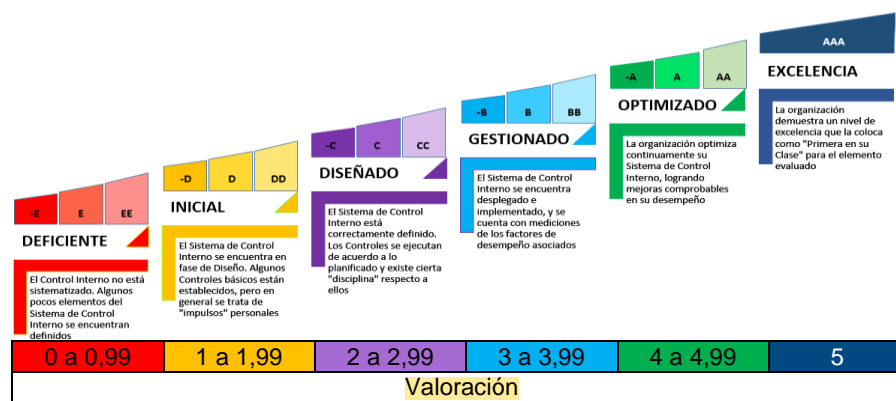 -E E EE
DEFICIENTE
El Control Interno no está
sistematizado. Algunos
pocos elementos del
Sistema de Control
Interno se encuentran
definidos
0 a 0,99
-D D DD
INICIAL
El Sistema de Control
Interno se encuentra en
fase de Diseño. Algunos
Controles básicos están
establecidos, pero en
general se trata de
"impulsos" personales
1 a 1,99
-C C CC
DISEÑADO
El Sistema de Control
Interno está
correctamente definido.
Los Controles se ejecutan
de acuerdo a lo
planificado y existe cierta
"disciplina" respecto a
ellos
2 a 2,99
-B B BB
GESTIONADO
El Sistema de Control
Interno se encuentra
desplegado e
implementado, y se
cuenta con mediciones
de los factores de
desempeño asociados
3 a 3,99
-A A AA
OPTIMIZADO
La organización optimiza
continuamente su
Sistema de Control
Interno, logrando
mejoras comprobables
en su desempeño
4 a 4,99
AAA
EXCELENCIA
La organización
demuestra un nivel de
excelencia que la coloca
como "Primera en su
Clase" para el elemento
evaluado
5
Valoración